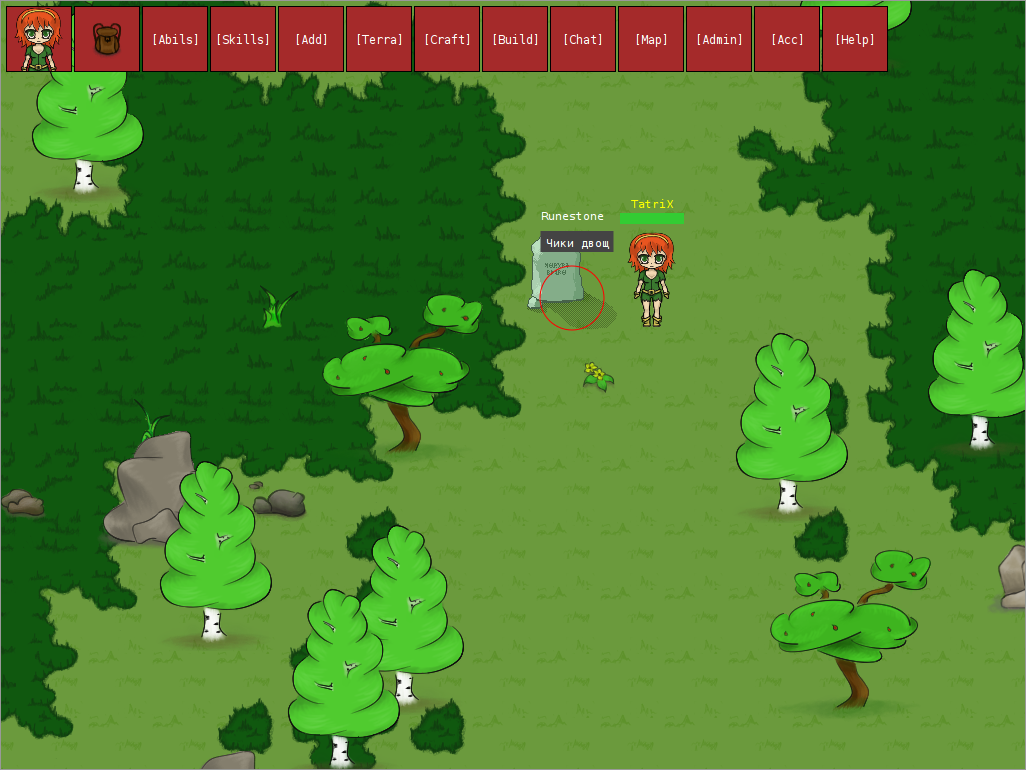 [Abils] [Skills] [Add] [Terra] [Craft] [Build] [Chat] [Map] [Admin] [Acc] [Help]
TatriX
Runestone
Чики двощ